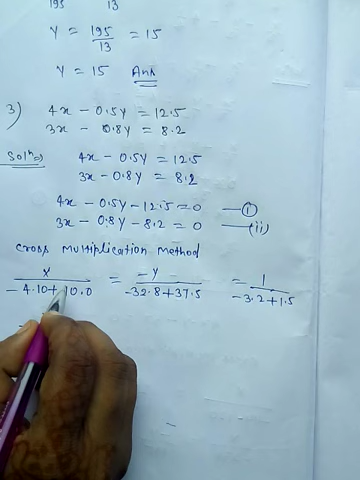 195 13
Y = 195/13 = 15
Y = 15 Ans
3) 4x - 0.5y = 12.5
3x - 0.8y = 8.2
Solⁿ⇒ 4x - 0.5y = 12.5
3x - 0.8y = 8.2
4x - 0.5y - 12.5 = 0 —(i)
3x - 0.8y - 8.2 = 0 —(ii)
Cross Multiplication Method
x/(-4.10+10.0) = -y/(-32.8+37.5) = 1/(-3.2+1.5)